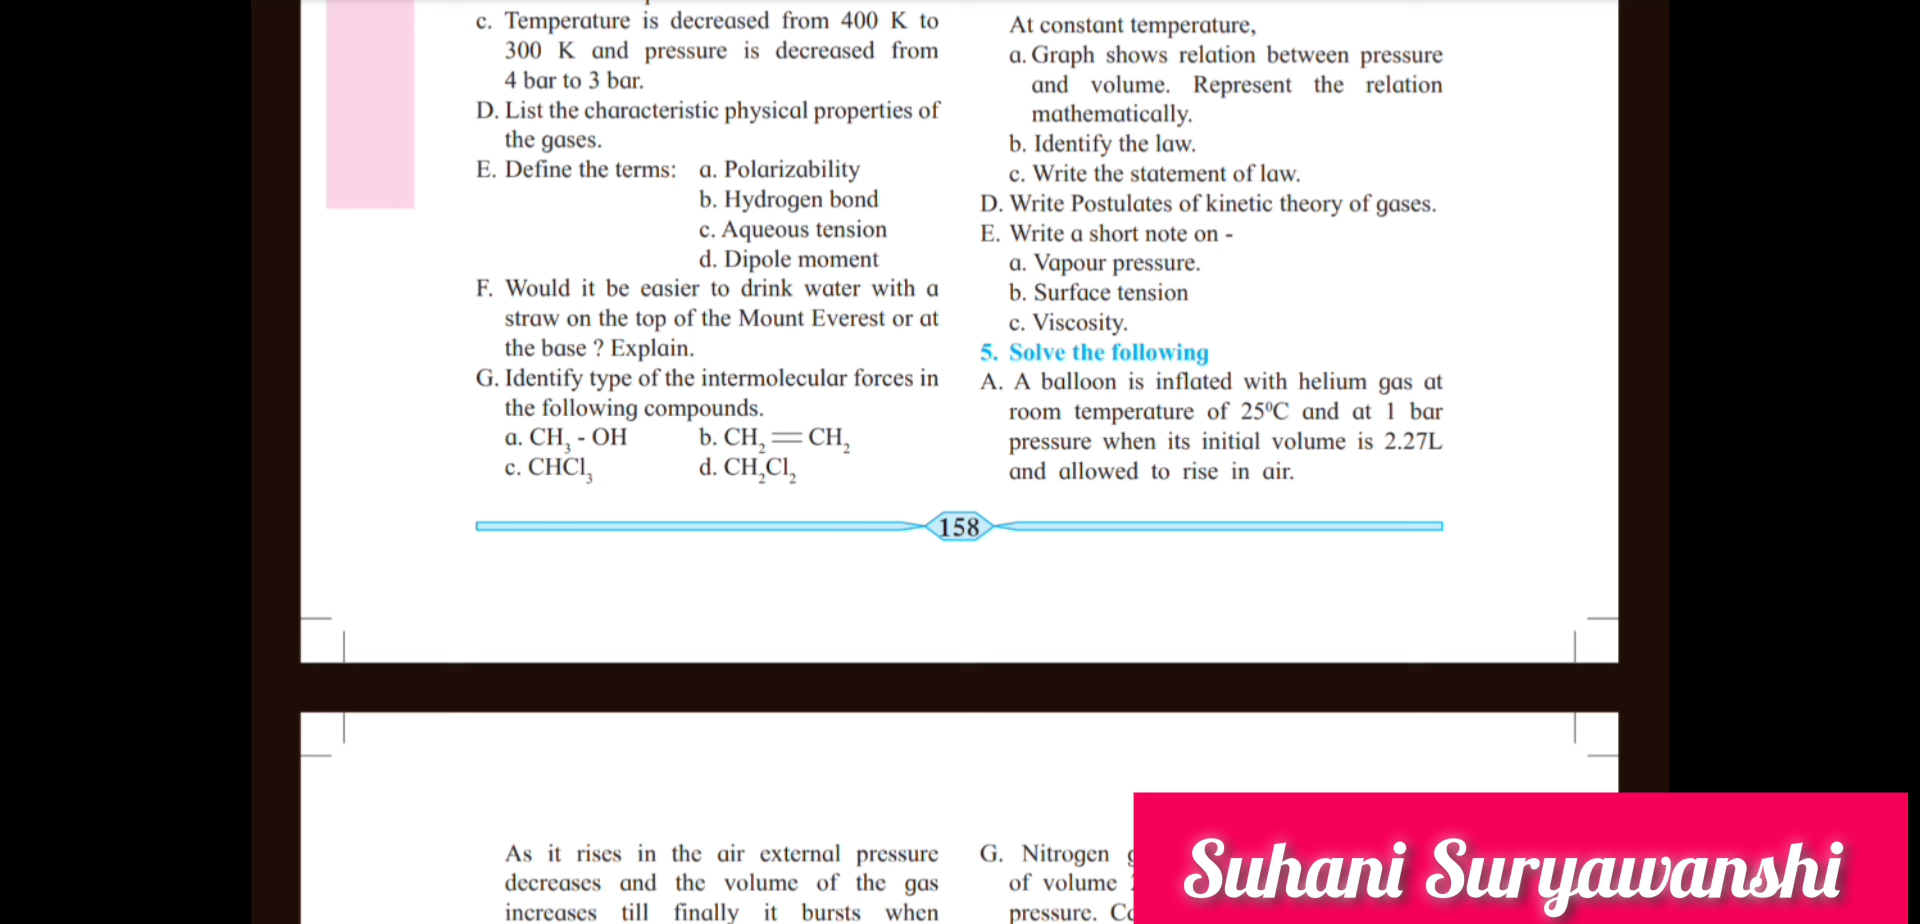 c. Temperature is decreased from 400 K to
300 K and pressure is decreased from
4 bar to 3 bar.
D. List the characteristic physical properties of
the gases.
E. Define the terms: a. Polarizability
b. Hydrogen bond
c. Aqueous tension
d. Dipole moment
F. Would it be easier to drink water with a
straw on the top of the Mount Everest or at
the base ? Explain.
G. Identify type of the intermolecular forces in
the following compounds.
a. CH₃ - OH b. CH₂ = CH₂
c. CHCl₃ d. CH₂Cl₂
At constant temperature,
a. Graph shows relation between pressure
and volume. Represent the relation
mathematically.
b. Identify the law.
c. Write the statement of law.
D. Write Postulates of kinetic theory of gases.
E. Write a short note on -
a. Vapour pressure.
b. Surface tension
c. Viscosity.
5. Solve the following
A. A balloon is inflated with helium gas at
room temperature of 25⁰C and at 1 bar
pressure when its initial volume is 2.27L
and allowed to rise in air.
158
As it rises in the air external pressure
decreases and the volume of the gas
increases till finally it bursts when
G. Nitrogen
of volume
pressure.
Suhani Suryawanshi